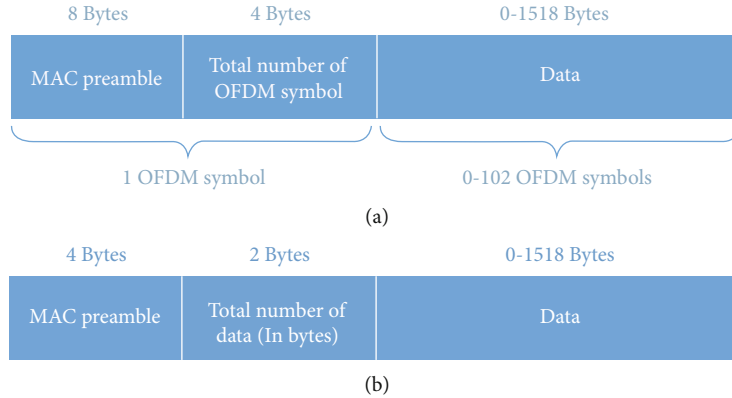 8 Bytes
4 Bytes
0-1518 Bytes
MAC preamble
Total number of
OFDM symbol
Data
1 OFDM symbol
0-102 OFDM symbols
(a)
4 Bytes
2 Bytes
0-1518 Bytes
MAC preamble
Total number of
data (In bytes)
Data
(b)